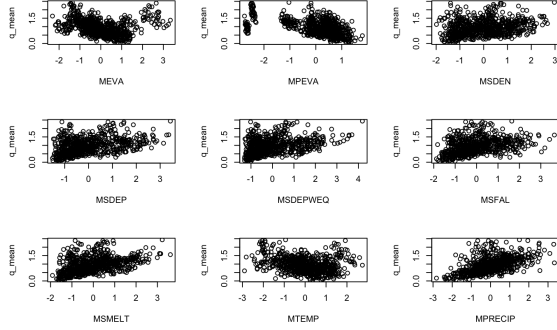 q_mean
0.0 1.5
-2 -1 0 1 2 3
MEVA
q_mean
0.0 1.5
-2 -1 0 1
MPEVA
q_mean
0.0 1.5
-2 -1 0 1 2 3
MSDEN
q_mean
0.0 1.5
-1 0 1 2 3
MSDEP
q_mean
0.0 1.5
-1 0 1 2 3 4
MSDEPWEQ
q_mean
0.0 1.5
-2 -1 0 1 2 3
MSFAL
q_mean
0.0 1.5
-2 -1 0 1 2 3
MSMELT
q_mean
0.0 1.5
-3 -2 -1 0 1 2
MTEMP
q_mean
0.0 1.5
-3 -2 -1 0 1 2 3
MPRECIP